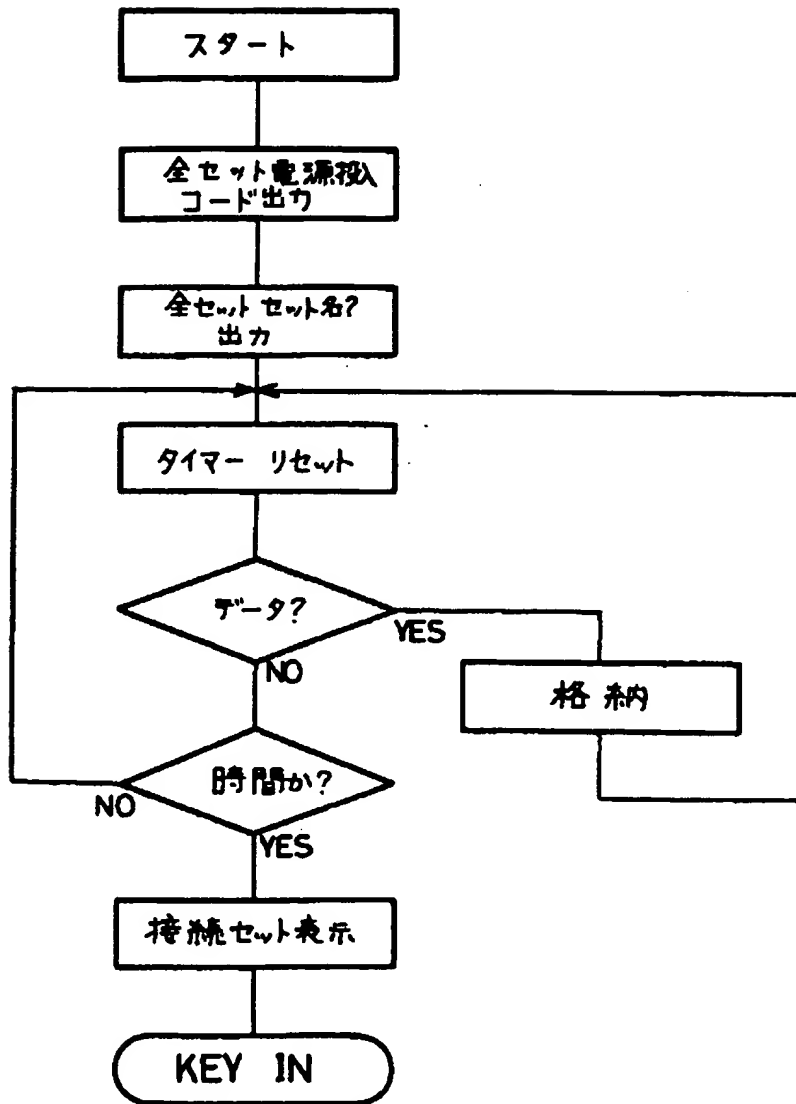 スタート
全セット電源投入
コード出力
全セット セット名?
出力
タイマー リセット
データ?
YES
NO
格納
時間か?
NO
YES
接続セット表示
KEY IN